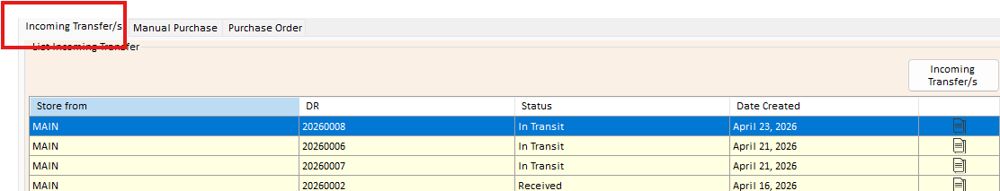 Incoming Transfer/s Manual Purchase Purchase Order
List Incoming Transfer
Incoming
Transfer/s
Store from DR Status Date Created
MAIN 20260008 In Transit April 23, 2026
MAIN 20260006 In Transit April 21, 2026
MAIN 20260007 In Transit April 21, 2026
MAIN 20260002 Received April 16, 2026